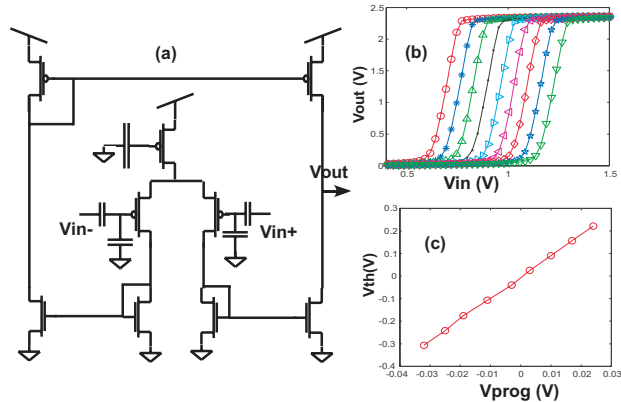 (a)
Vout
Vin-
Vin+
(b)
Vout (V)
2.5
2
1.5
1
0.5
0
0.5
1
1.5
Vin (V)
(c)
Vth(V)
0.3
0.2
0.1
0
-0.1
-0.2
-0.3
-0.4
-0.04
-0.03
-0.02
-0.01
0
0.01
0.02
0.03
Vprog (V)